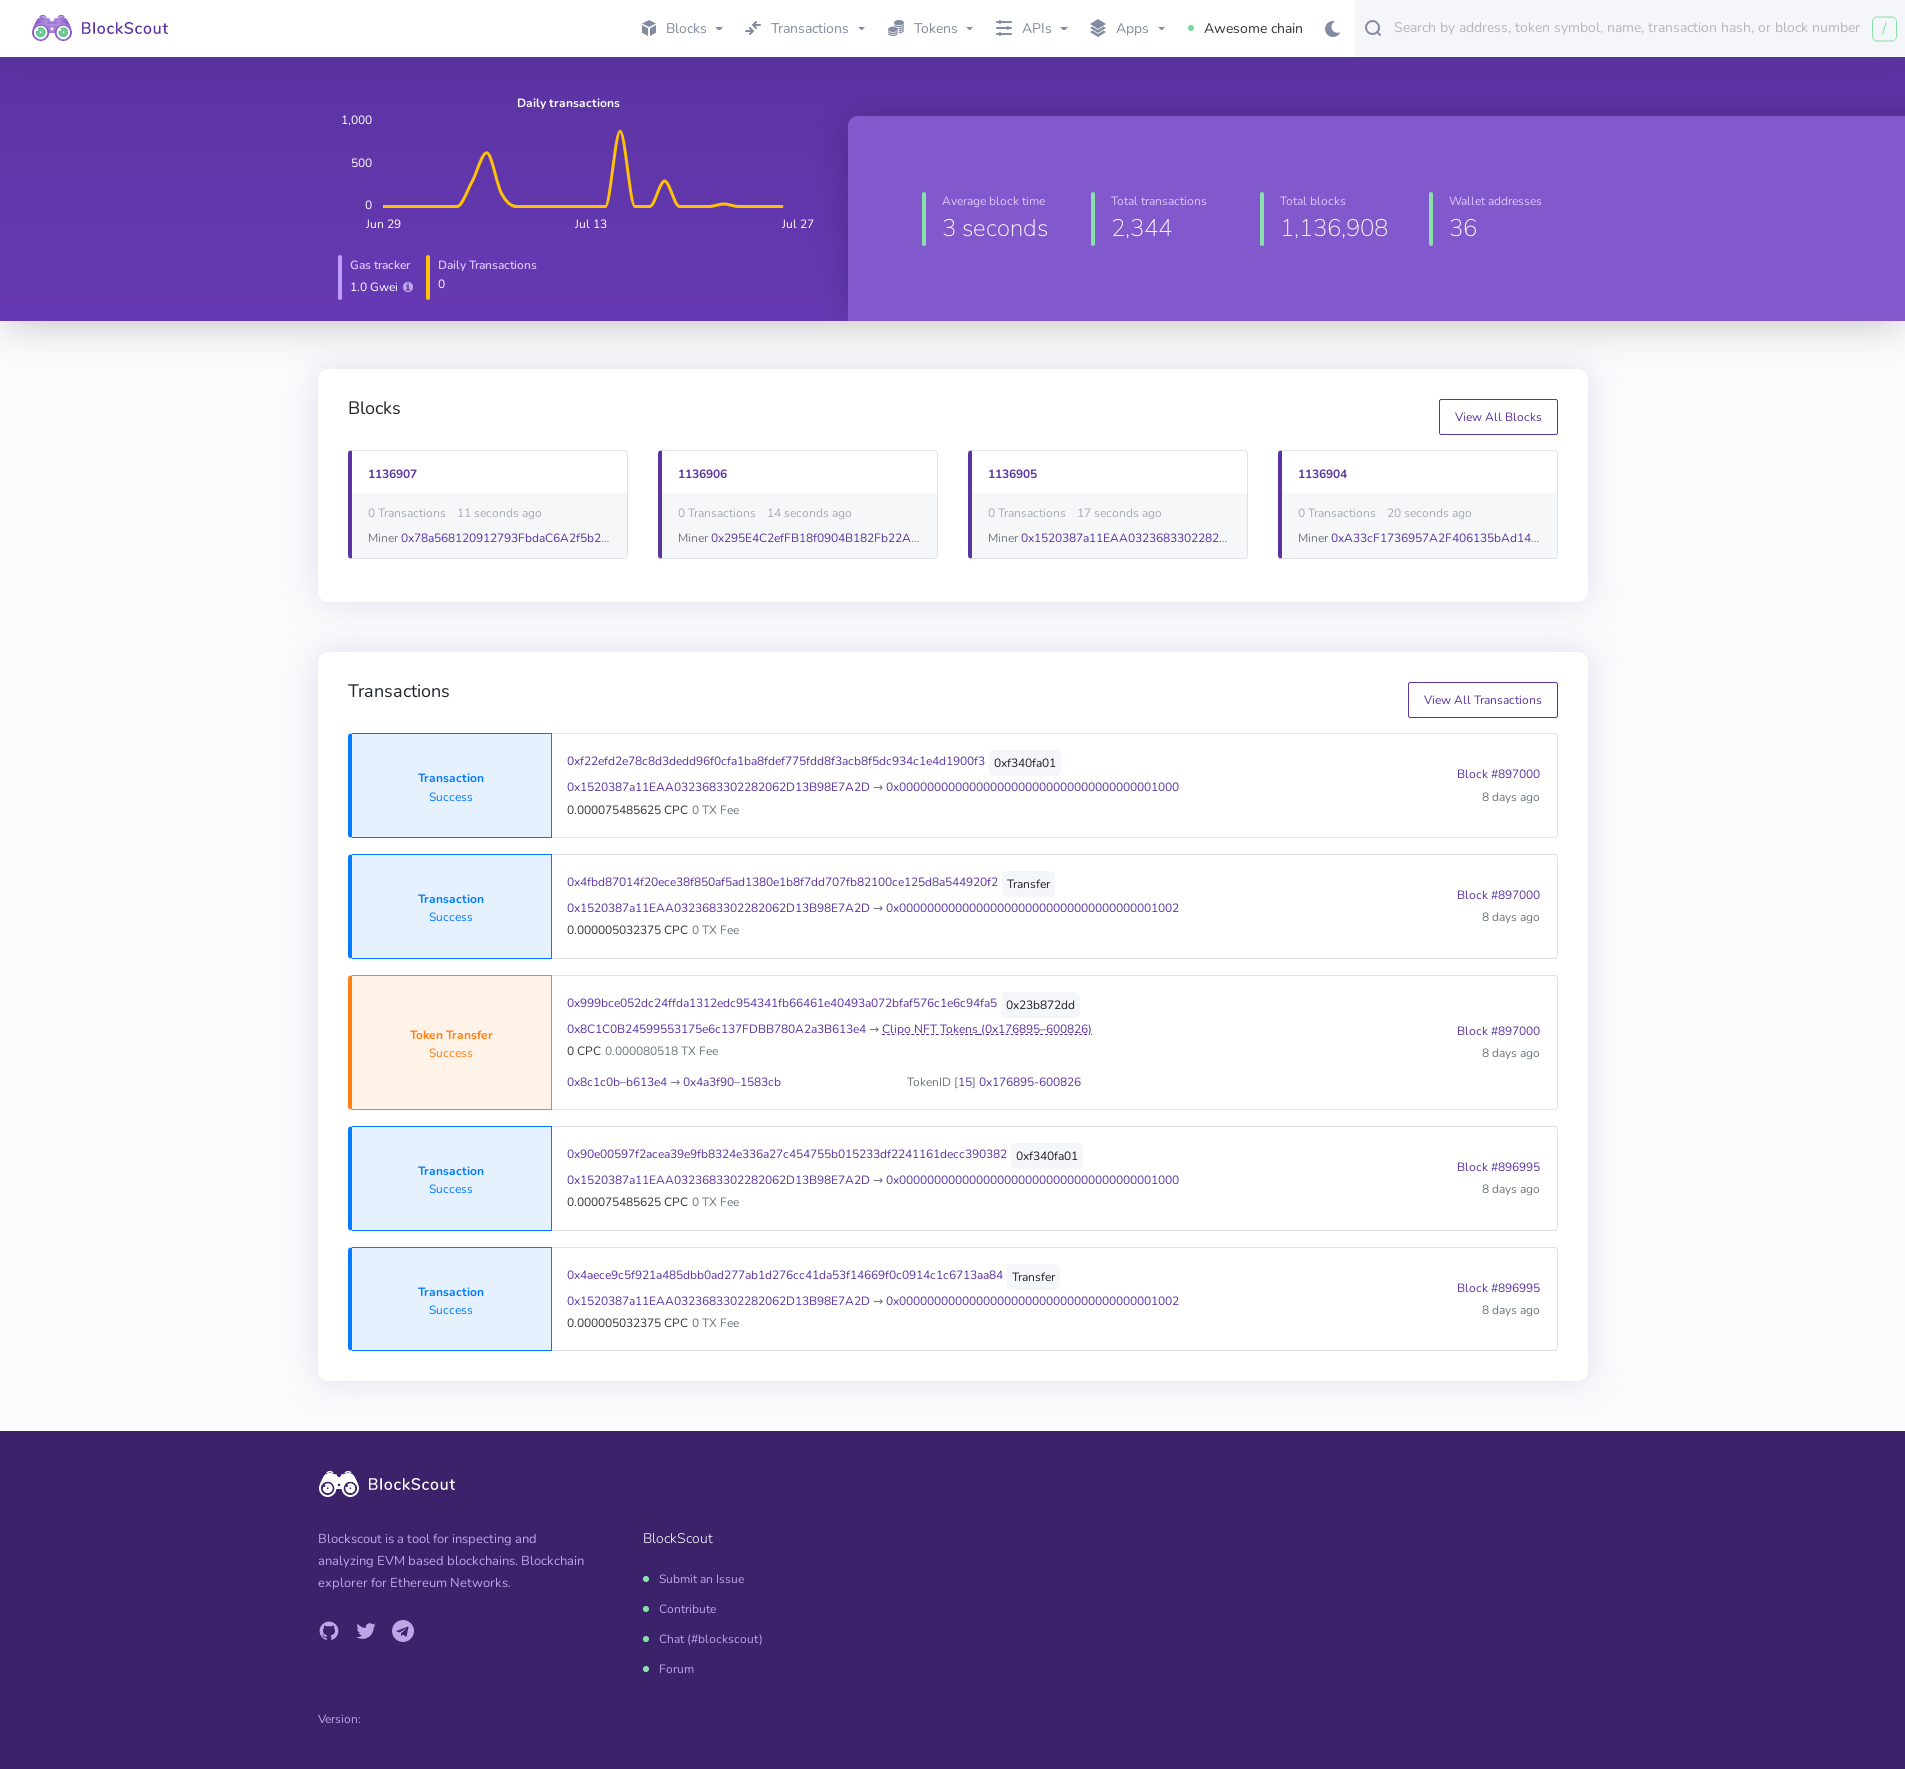 BlockScout
Blocks
Transactions
Tokens
APIs
Apps
Awesome chain
Search by address, token symbol, name, transaction hash, or block number
/
Daily transactions
1,000
500
0
Jun 29
Jul 13
Jul 27
Gas tracker
1.0 Gwei
Daily Transactions
0
Average block time
3 seconds
Total transactions
2,344
Total blocks
1,136,908
Wallet addresses
36
Blocks
View All Blocks
1136907
0 Transactions 11 seconds ago
Miner 0x78a568120912793FbdaC6A2f5b2...
1136906
0 Transactions 14 seconds ago
Miner 0x295E4C2efFB18f0904B182Fb22A...
1136905
0 Transactions 17 seconds ago
Miner 0x1520387a11EAA0323683302282...
1136904
0 Transactions 20 seconds ago
Miner 0xA33cF1736957A2F406135bAd14...
Transactions
View All Transactions
Transaction
Success
0xf22efd2e78c8d3dedd96f0cfa1ba8fdef775fdd8f3acb8f5dc934c1e4d1900f3 0xf340fa01
0x1520387a11EAA0323683302282062D13B98E7A2D → 0x0000000000000000000000000000000000001000
0.000075485625 CPC 0 TX Fee
Block #897000
8 days ago
Transaction
Success
0x4fbd87014f20ece38f850af5ad1380e1b8f7dd707fb82100ce125d8a544920f2 Transfer
0x1520387a11EAA0323683302282062D13B98E7A2D → 0x0000000000000000000000000000000000001002
0.000005032375 CPC 0 TX Fee
Block #897000
8 days ago
Token Transfer
Success
0x999bce052dc24ffda1312edc954341fb66461e40493a072bfaf576c1e6c94fa5 0x23b872dd
0x8C1C0B24599553175e6c137FDBB780A2a3B613e4 → Clipo NFT Tokens (0x176895–600826)
0 CPC 0.000080518 TX Fee
0x8c1c0b–b613e4 → 0x4a3f90–1583cb
TokenID [15] 0x176895-600826
Block #897000
8 days ago
Transaction
Success
0x90e00597f2acea39e9fb8324e336a27c454755b015233df2241161decc390382 0xf340fa01
0x1520387a11EAA0323683302282062D13B98E7A2D → 0x0000000000000000000000000000000000001000
0.000075485625 CPC 0 TX Fee
Block #896995
8 days ago
Transaction
Success
0x4aece9c5f921a485dbb0ad277ab1d276cc41da53f14669f0c0914c1c6713aa84 Transfer
0x1520387a11EAA0323683302282062D13B98E7A2D → 0x0000000000000000000000000000000000001002
0.000005032375 CPC 0 TX Fee
Block #896995
8 days ago
BlockScout
Blockscout is a tool for inspecting and
analyzing EVM based blockchains. Blockchain
explorer for Ethereum Networks.
BlockScout
Submit an Issue
Contribute
Chat (#blockscout)
Forum
Version: